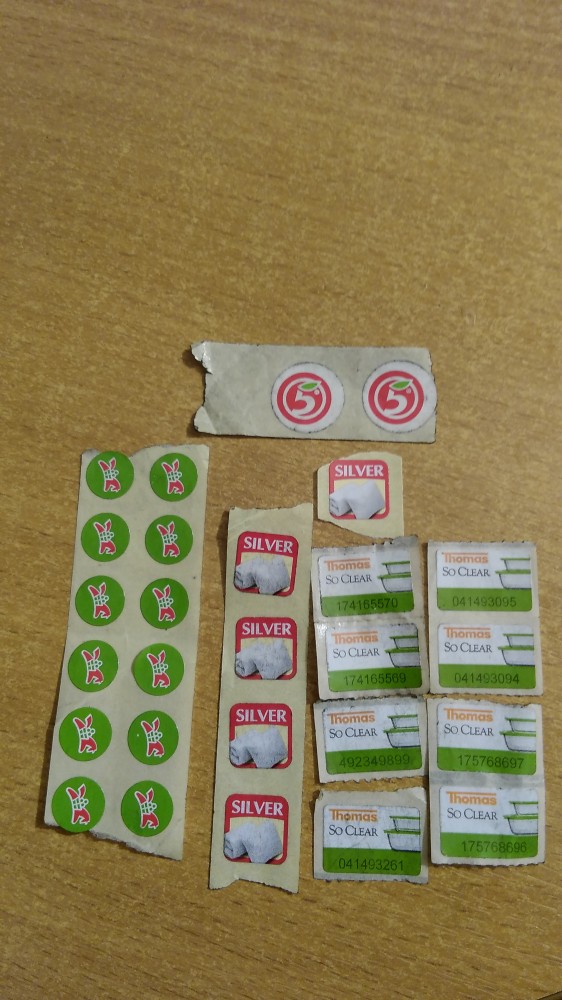 5
5
SILVER
SILVER
SILVER
SILVER
SILVER
Thomas
SO CLEAR
174165570
Thomas
SO CLEAR
174165569
Thomas
SO CLEAR
492349899
Thomas
SO CLEAR
041493261
Thomas
SO CLEAR
041493095
Thomas
SO CLEAR
041493094
Thomas
SO CLEAR
175768697
Thomas
SO CLEAR
175768696